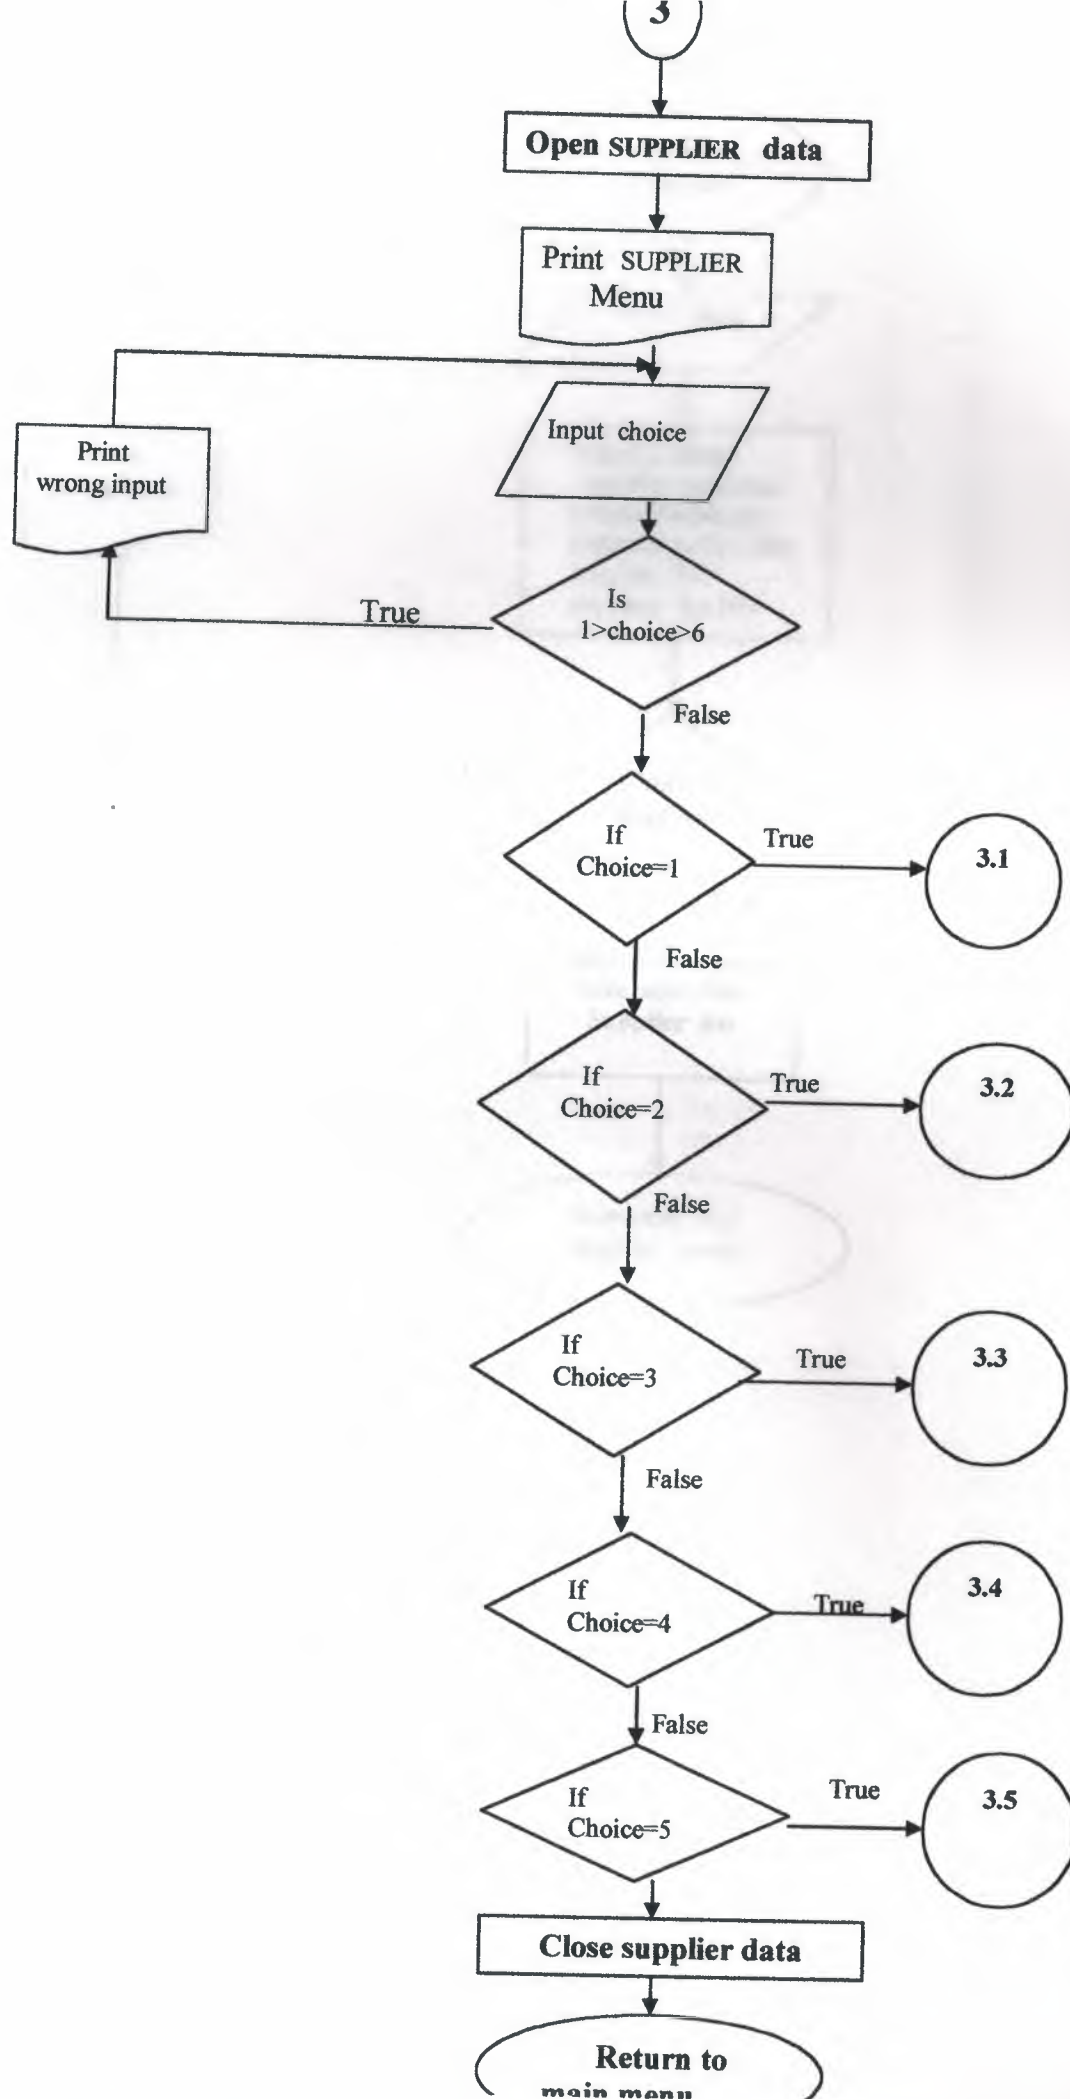 3
Open SUPPLIER data
Print SUPPLIER
Menu
Input choice
Print
wrong input
Is
1>choice>6
True
False
If
Choice=1
True
3.1
False
If
Choice=2
True
3.2
False
If
Choice=3
True
3.3
False
If
Choice=4
True
3.4
False
If
Choice=5
True
3.5
Close supplier data
Return to
main menu